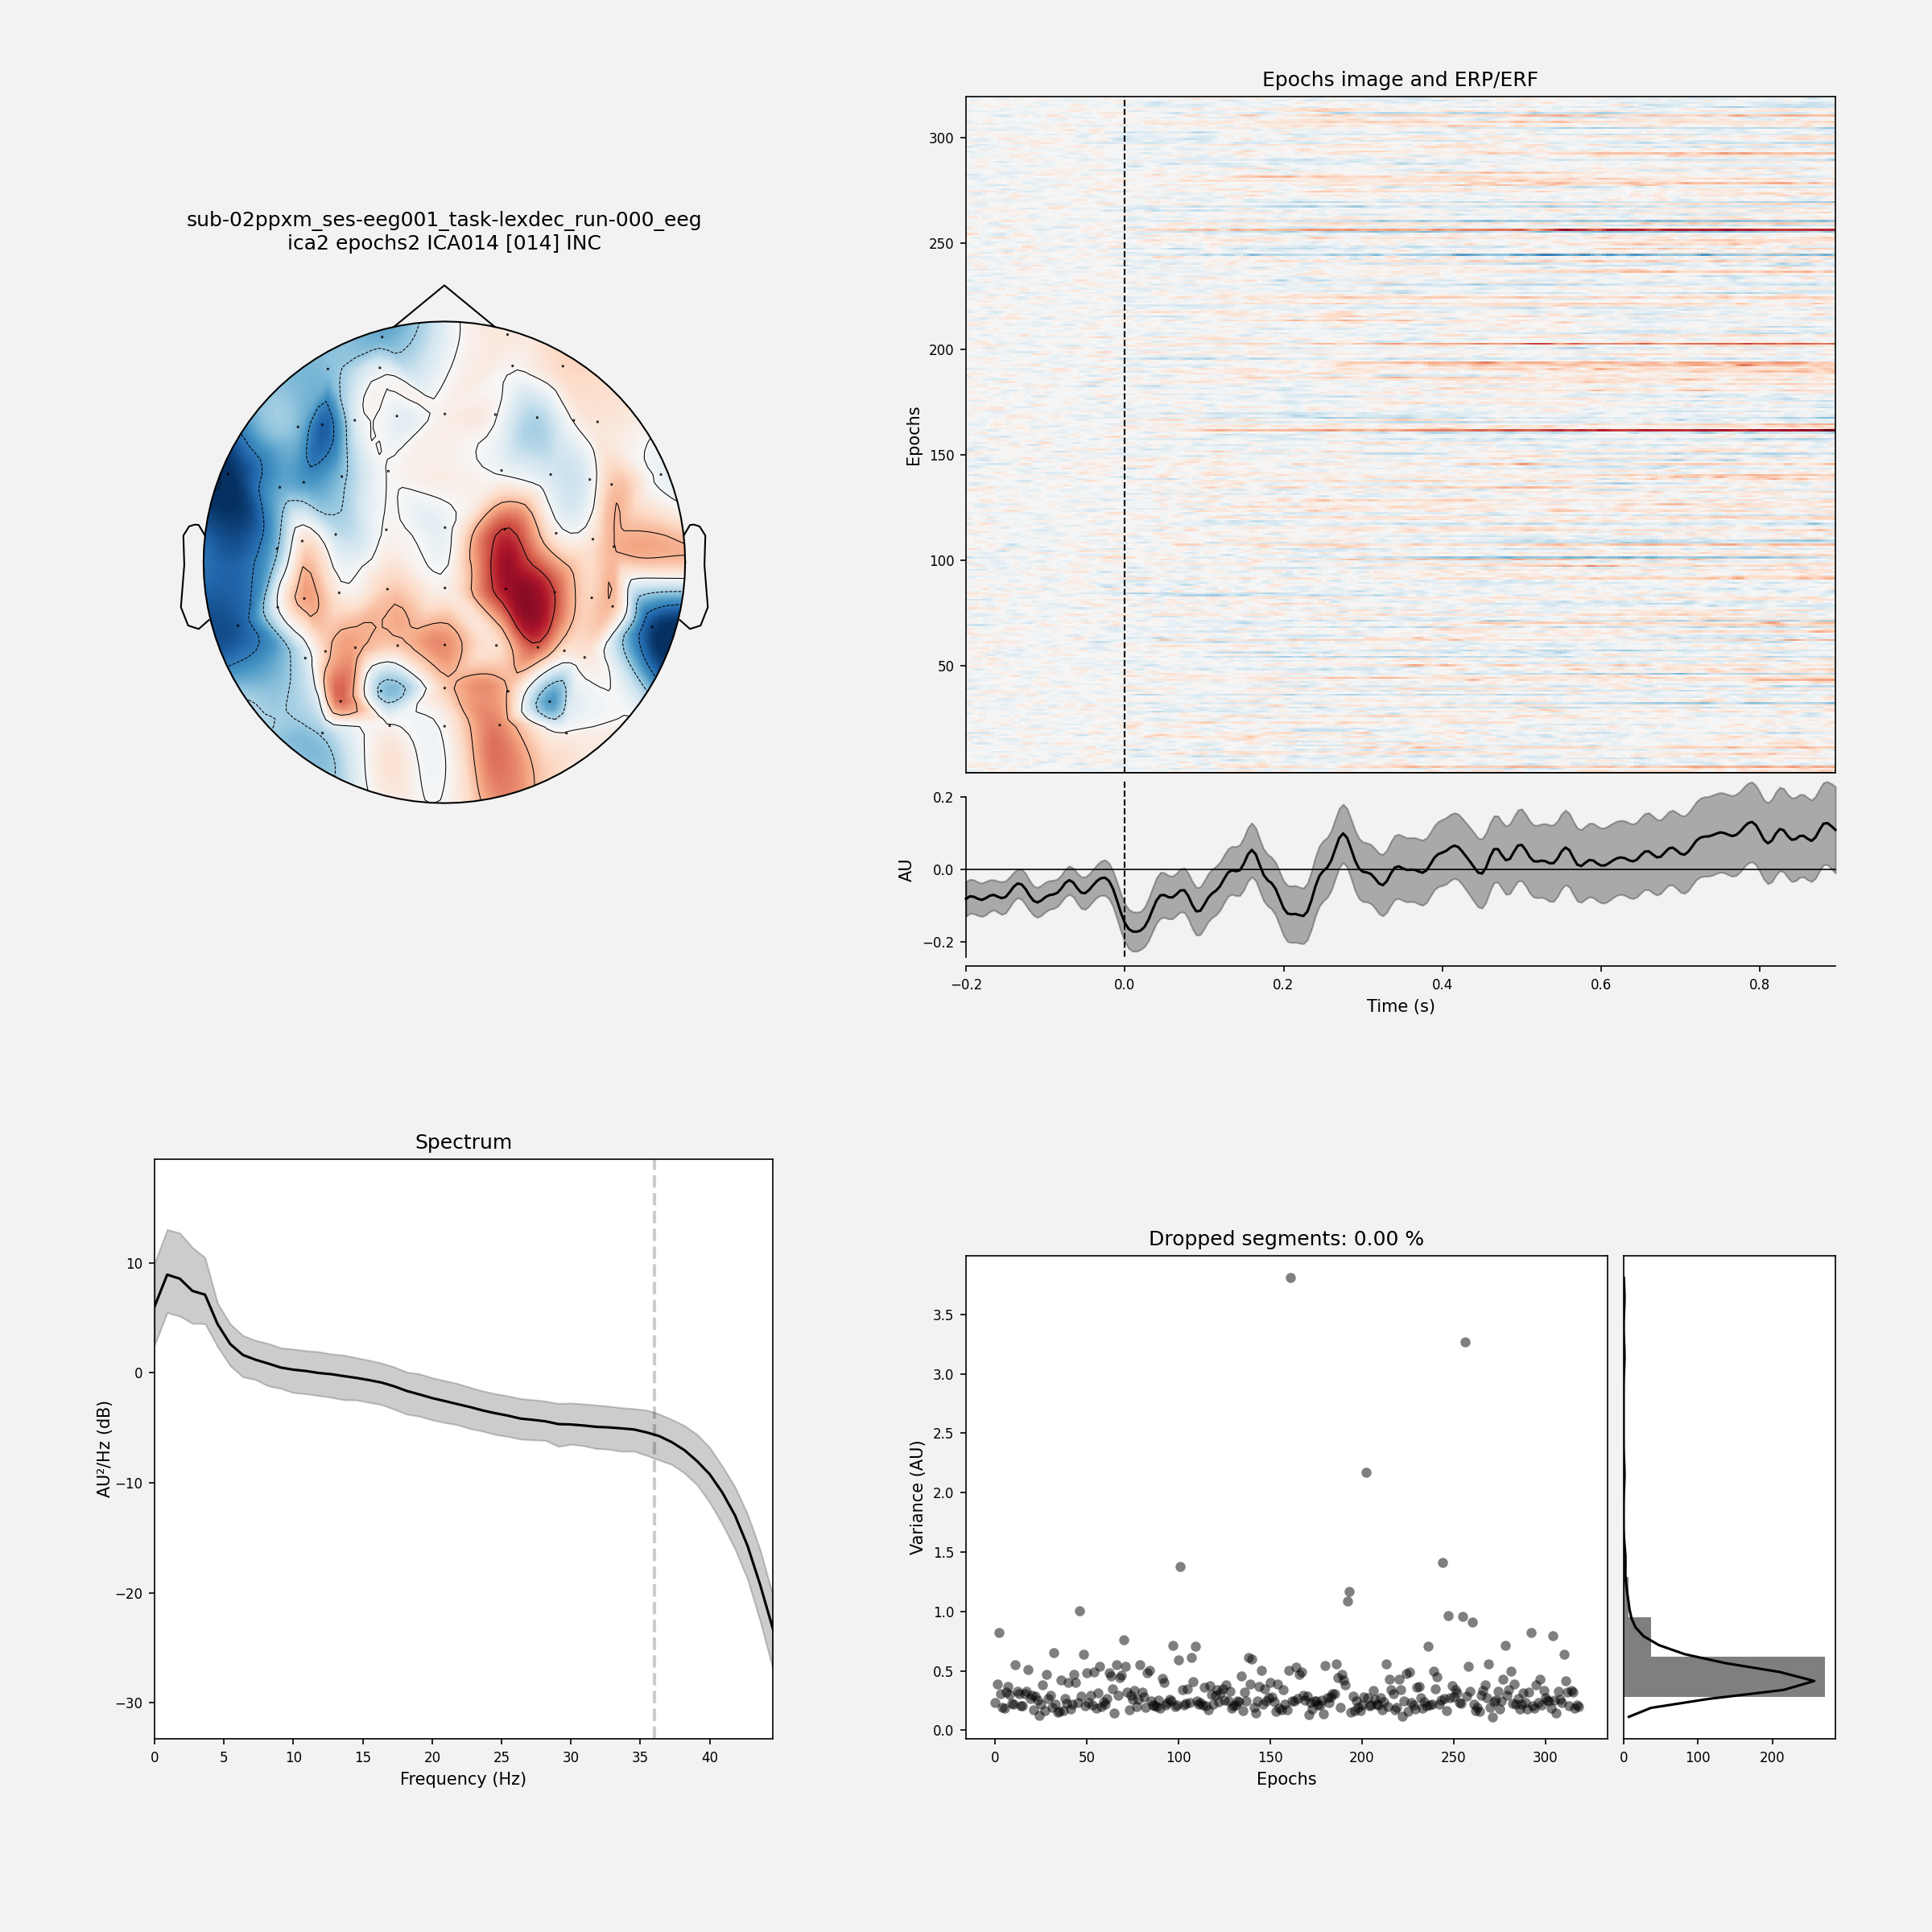 sub-02ppxm_ses-eeg001_task-lexdec_run-000_eeg
ica2 epochs2 ICA014 [014] INC
Epochs image and ERP/ERF
300
250
200
150
100
50
Epochs
0.2
0.0
−0.2
AU
−0.2 0.0 0.2 0.4 0.6 0.8
Time (s)
Spectrum
10
0
−10
−20
−30
AU²/Hz (dB)
0 5 10 15 20 25 30 35 40
Frequency (Hz)
Dropped segments: 0.00 %
3.5
3.0
2.5
2.0
1.5
1.0
0.5
0.0
Variance (AU)
0 50 100 150 200 250 300
Epochs
0 100 200